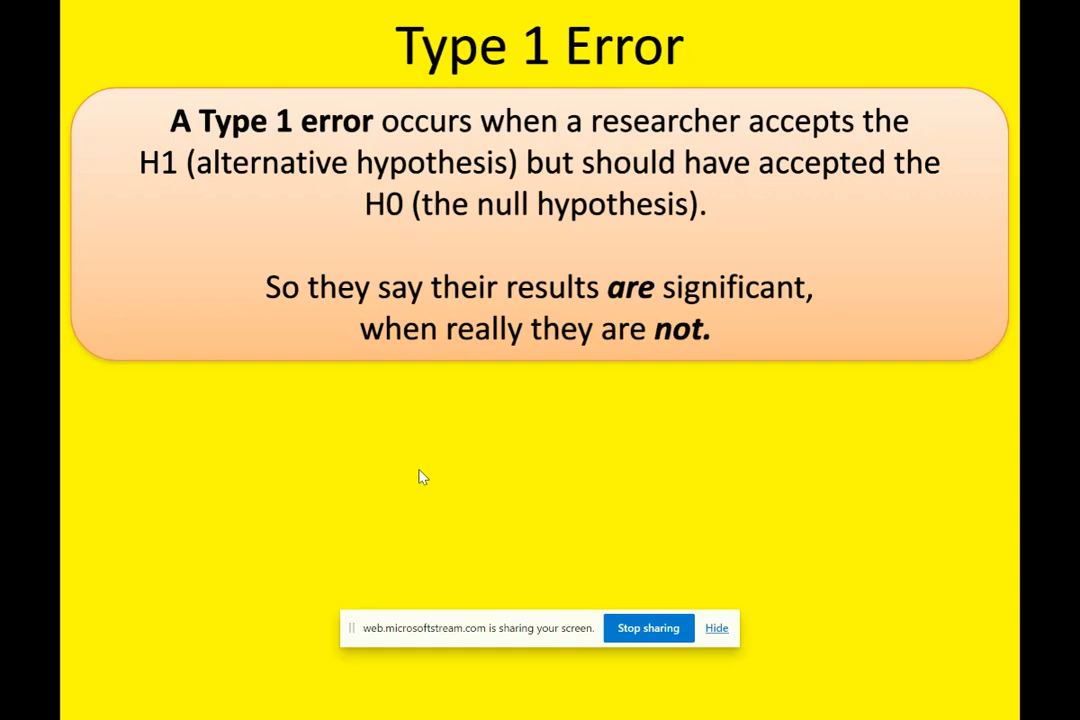 Type 1 Error
A Type 1 error occurs when a researcher accepts the
H1 (alternative hypothesis) but should have accepted the
H0 (the null hypothesis).
So they say their results are significant,
when really they are not.
web.microsoftstream.com is sharing your screen. Stop sharing Hide